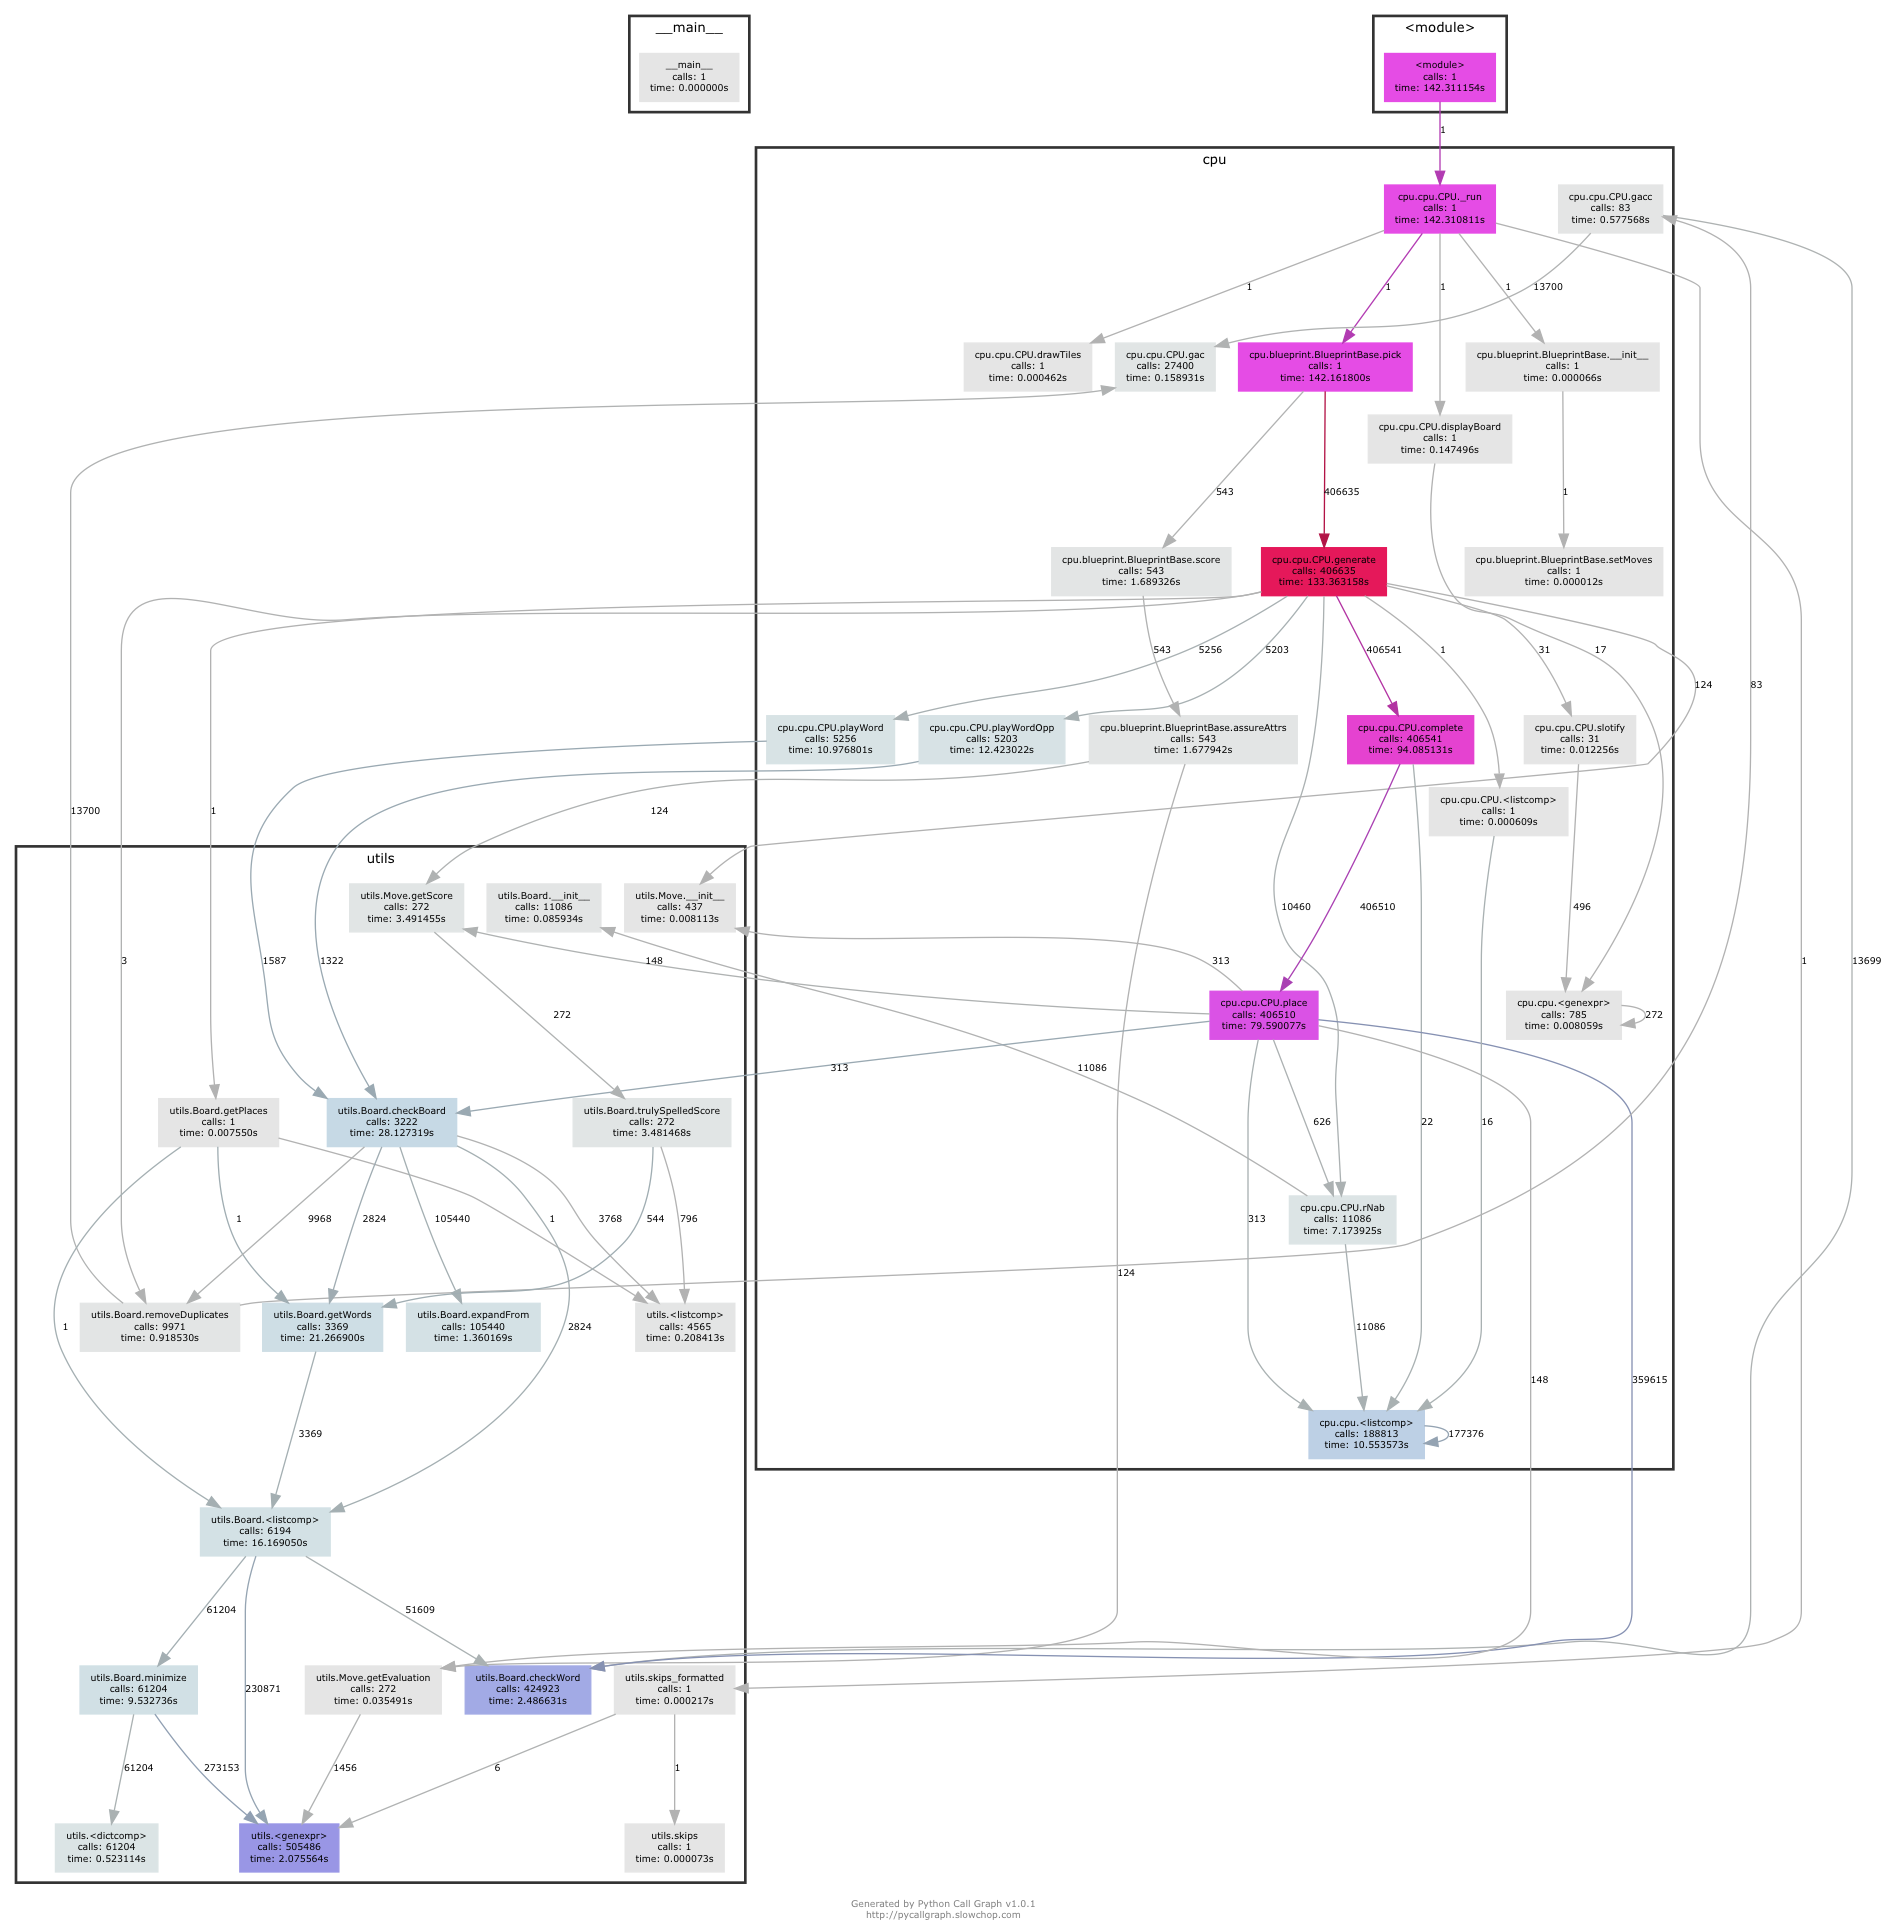 __main__
<module>
__main__
calls: 1
time: 0.000000s
<module>
calls: 1
time: 142.311154s
1
cpu
cpu.cpu.CPU._run
calls: 1
time: 142.310811s
cpu.cpu.CPU.gacc
calls: 83
time: 0.577568s
1
1
1
1
13700
cpu.cpu.CPU.drawTiles
calls: 1
time: 0.000462s
cpu.cpu.CPU.gac
calls: 27400
time: 0.158931s
cpu.blueprint.BlueprintBase.pick
calls: 1
time: 142.161800s
cpu.blueprint.BlueprintBase.__init__
calls: 1
time: 0.000066s
cpu.cpu.CPU.displayBoard
calls: 1
time: 0.147496s
543
406635
1
cpu.blueprint.BlueprintBase.score
calls: 543
time: 1.689326s
cpu.cpu.CPU.generate
calls: 406635
time: 133.363158s
cpu.blueprint.BlueprintBase.setMoves
calls: 1
time: 0.000012s
543
5256
5203
406541
1
31
17
124
83
cpu.cpu.CPU.playWord
calls: 5256
time: 10.976801s
cpu.cpu.CPU.playWordOpp
calls: 5203
time: 12.423022s
cpu.blueprint.BlueprintBase.assureAttrs
calls: 543
time: 1.677942s
cpu.cpu.CPU.complete
calls: 406541
time: 94.085131s
cpu.cpu.CPU.slotify
calls: 31
time: 0.012256s
cpu.cpu.CPU.<listcomp>
calls: 1
time: 0.000609s
13700
1
124
utils
utils.Move.getScore
calls: 272
time: 3.491455s
utils.Board.__init__
calls: 11086
time: 0.085934s
utils.Move.__init__
calls: 437
time: 0.008113s
10460
406510
496
3
1587
1322
148
313
1
13699
cpu.cpu.CPU.place
calls: 406510
time: 79.590077s
cpu.cpu.<genexpr>
calls: 785
time: 0.008059s
272
272
11086
313
utils.Board.getPlaces
calls: 1
time: 0.007550s
utils.Board.checkBoard
calls: 3222
time: 28.127319s
utils.Board.trulySpelledScore
calls: 272
time: 3.481468s
626
22
16
cpu.cpu.CPU.rNab
calls: 11086
time: 7.173925s
1
9968
2824
105440
1
3768
544
796
313
124
utils.Board.removeDuplicates
calls: 9971
time: 0.918530s
utils.Board.getWords
calls: 3369
time: 21.266900s
utils.Board.expandFrom
calls: 105440
time: 1.360169s
utils.<listcomp>
calls: 4565
time: 0.208413s
1
2824
11086
148
359615
3369
cpu.cpu.<listcomp>
calls: 188813
time: 10.553573s
177376
utils.Board.<listcomp>
calls: 6194
time: 16.169050s
61204
51609
utils.Board.minimize
calls: 61204
time: 9.532736s
230871
utils.Move.getEvaluation
calls: 272
time: 0.035491s
utils.Board.checkWord
calls: 424923
time: 2.486631s
utils.skips_formatted
calls: 1
time: 0.000217s
61204
273153
1456
6
1
utils.<dictcomp>
calls: 61204
time: 0.523114s
utils.<genexpr>
calls: 505486
time: 2.075564s
utils.skips
calls: 1
time: 0.000073s
Generated by Python Call Graph v1.0.1
http://pycallgraph.slowchop.com